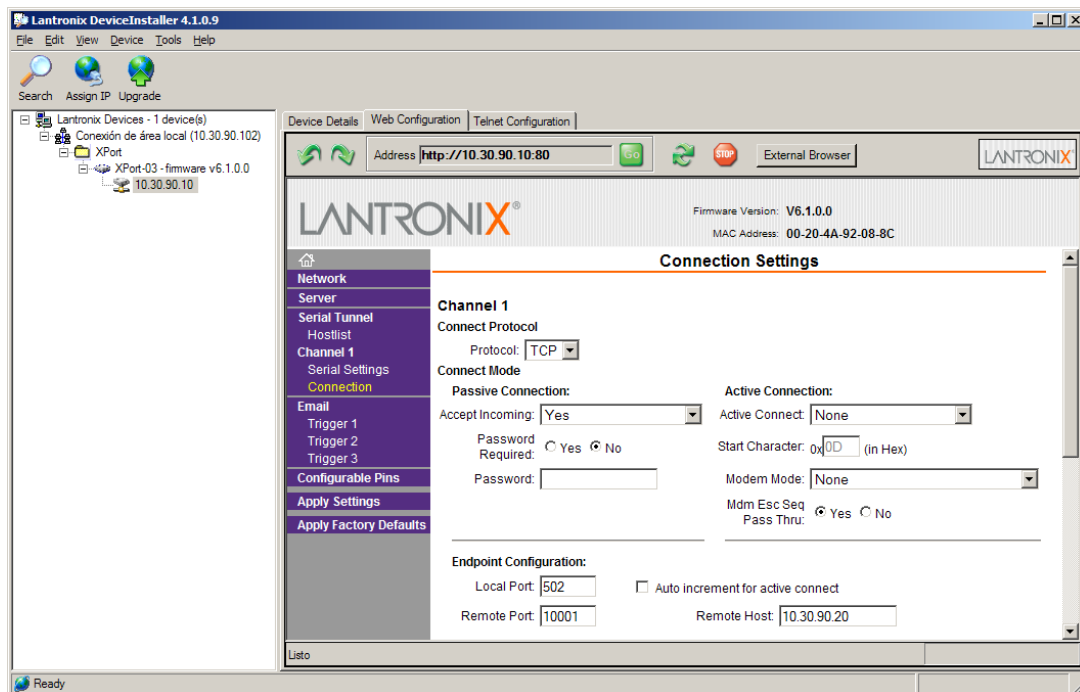 Lantronix DeviceInstaller 4.1.0.9
File Edit View Device Tools Help
Search Assign IP Upgrade
Lantronix Devices - 1 device(s)
Conexión de área local (10.30.90.102)
XPort
XPort-03 - firmware v6.1.0.0
10.30.90.10
Device Details Web Configuration Telnet Configuration
Address http://10.30.90.10:80 Go STOP External Browser LANTRONIX
LANTRONIX®
Firmware Version: V6.1.0.0
MAC Address: 00-20-4A-92-08-8C
Network
Server
Serial Tunnel
Hostlist
Channel 1
Serial Settings
Connection
Email
Trigger 1
Trigger 2
Trigger 3
Configurable Pins
Apply Settings
Apply Factory Defaults
Connection Settings
Channel 1
Connect Protocol
Protocol: TCP
Connect Mode
Passive Connection:
Accept Incoming: Yes
Password
Required: Yes No
Password:
Active Connection:
Active Connect: None
Start Character: 0x0D (in Hex)
Modem Mode: None
Mdm Esc Seq
Pass Thru: Yes No
Endpoint Configuration:
Local Port: 502 Auto increment for active connect
Remote Port: 10001 Remote Host: 10.30.90.20
Listo
Ready